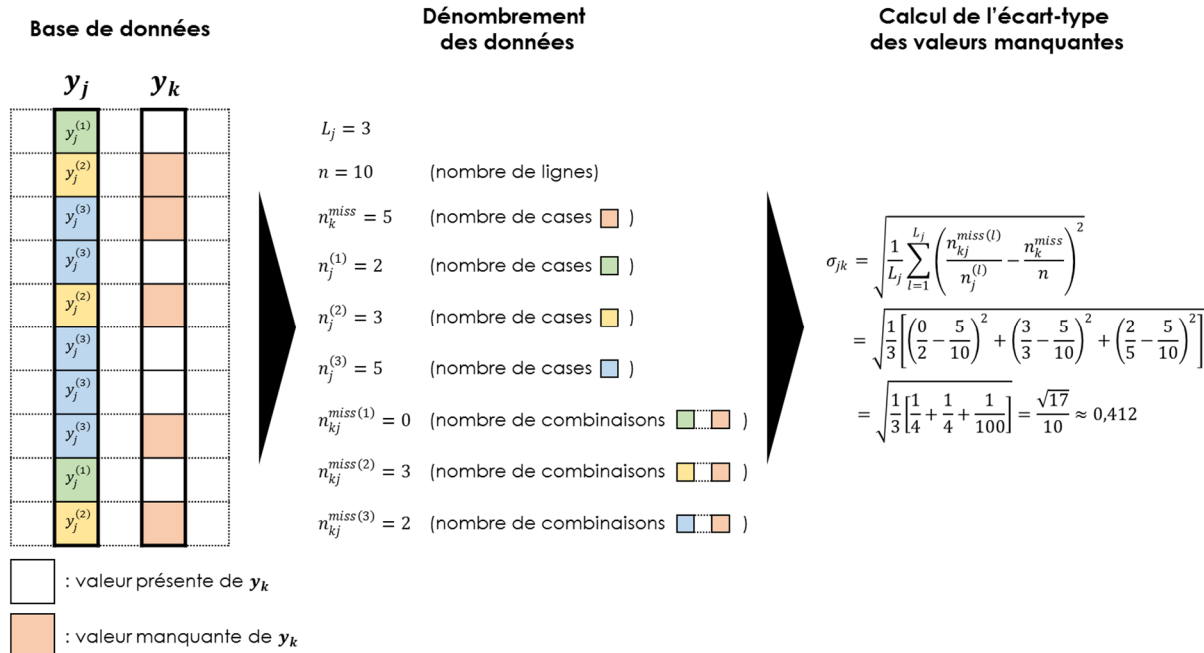 Base de données
Dénombrement
des données
Calcul de l'écart-type
des valeurs manquantes
y_j y_k
y_j^(1)
y_j^(2)
y_j^(3)
y_j^(3)
y_j^(2)
y_j^(3)
y_j^(3)
y_j^(3)
y_j^(1)
y_j^(2)
: valeur présente de y_k
: valeur manquante de y_k
L_j = 3
n = 10 (nombre de lignes)
n_k^miss = 5 (nombre de cases )
n_j^(1) = 2 (nombre de cases )
n_j^(2) = 3 (nombre de cases )
n_j^(3) = 5 (nombre de cases )
n_kj^miss(1) = 0 (nombre de combinaisons )
n_kj^miss(2) = 3 (nombre de combinaisons )
n_kj^miss(3) = 2 (nombre de combinaisons )
σ_jk = √(1/L_j ∑_{l=1}^{L_j} (n_kj^miss(l)/n_j^(l) − n_k^miss/n)^2)
= √(1/3 [(0/2 − 5/10)^2 + (3/3 − 5/10)^2 + (2/5 − 5/10)^2])
= √(1/3 [1/4 + 1/4 + 1/100]) = √17/10 ≈ 0,412